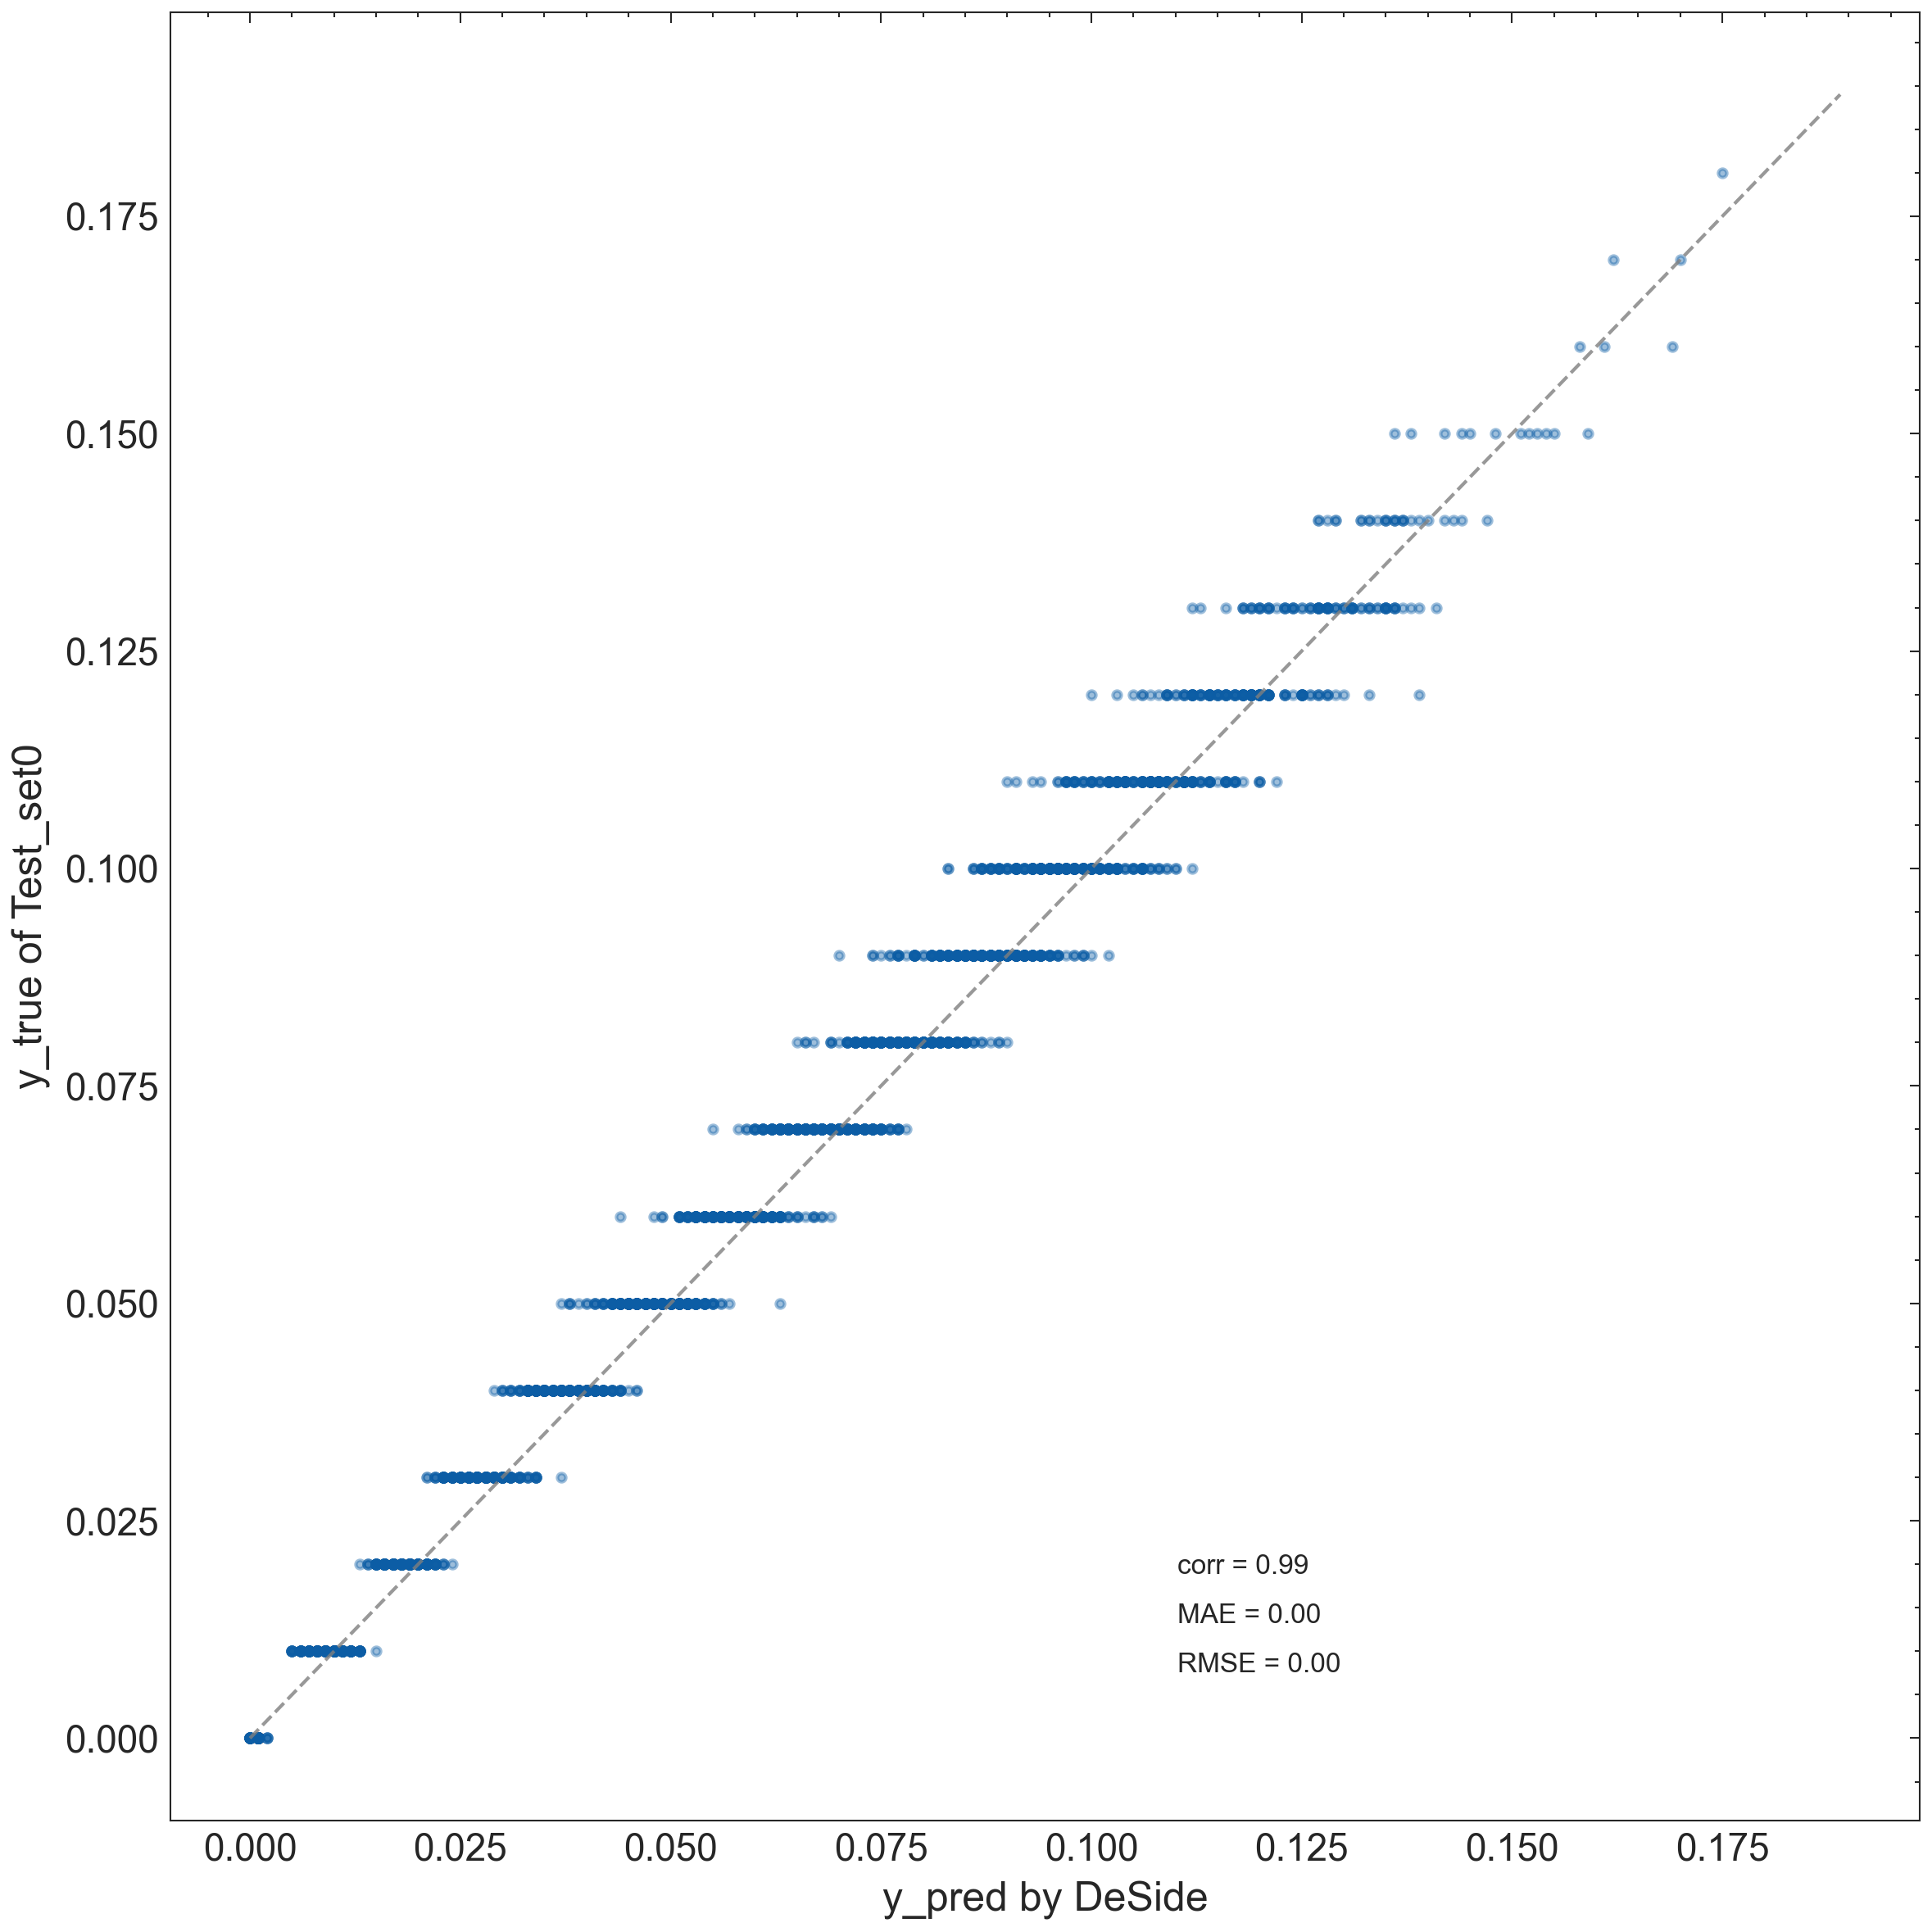 y_true of Test_set0
0.175
0.150
0.125
0.100
0.075
0.050
0.025
0.000
corr = 0.99
MAE = 0.00
RMSE = 0.00
0.000 0.025 0.050 0.075 0.100 0.125 0.150 0.175
y_pred by DeSide